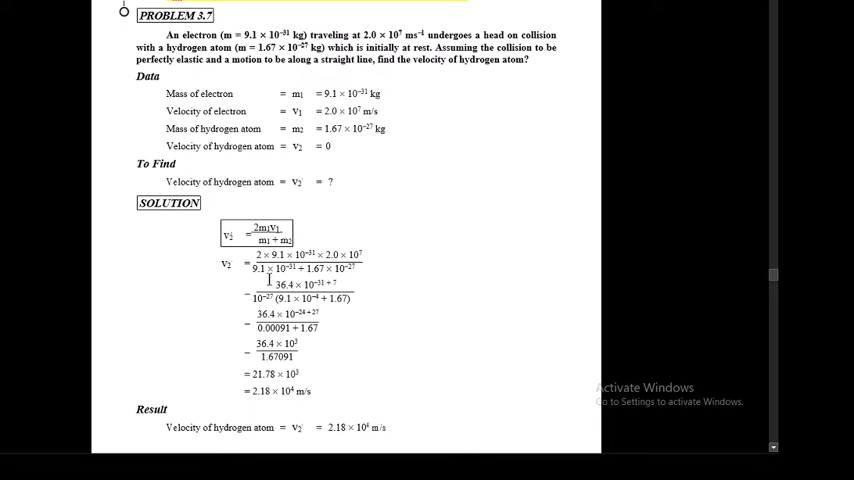 PROBLEM 3.7
An electron (m = 9.1 × 10⁻³¹ kg) traveling at 2.0 × 10⁷ ms⁻¹ undergoes a head on collision
with a hydrogen atom (m = 1.67 × 10⁻²⁷ kg) which is initially at rest. Assuming the collision to be
perfectly elastic and a motion to be along a straight line, find the velocity of hydrogen atom?
Data
Mass of electron = m₁ = 9.1 × 10⁻³¹ kg
Velocity of electron = v₁ = 2.0 × 10⁷ m/s
Mass of hydrogen atom = m₂ = 1.67 × 10⁻²⁷ kg
Velocity of hydrogen atom = v₂ = 0
To Find
Velocity of hydrogen atom = v₂′ = ?
SOLUTION
v₂′ = 2m₁v₁ / m₁ + m₂
v₂′ = 2 × 9.1 × 10⁻³¹ × 2.0 × 10⁷ / 9.1 × 10⁻³¹ + 1.67 × 10⁻²⁷
= 36.4 × 10⁻³¹ ⁺ ⁷ / 10⁻²⁷ (9.1 × 10⁻⁴ + 1.67)
= 36.4 × 10⁻²⁴ ⁺ ²⁷ / 0.00091 + 1.67
= 36.4 × 10³ / 1.67091
= 21.78 × 10³
= 2.18 × 10⁴ m/s
Result
Velocity of hydrogen atom = v₂′ = 2.18 × 10⁴ m/s
Activate Windows
Go to Settings to activate Windows.